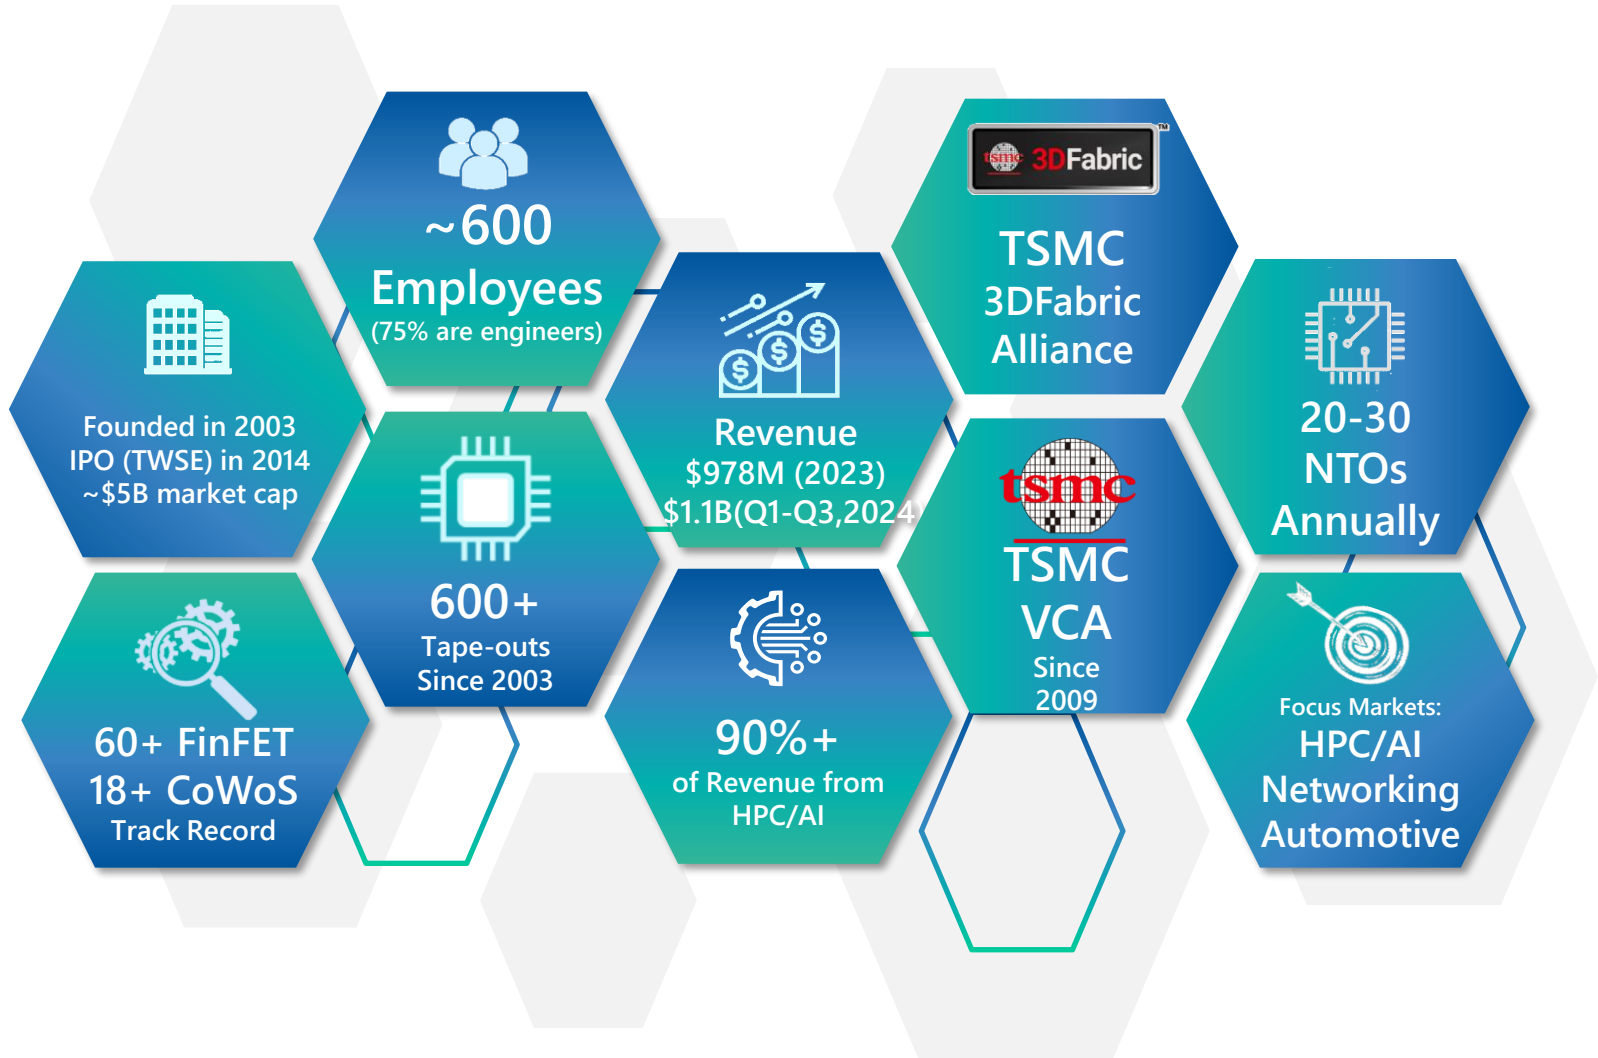 ~600
Employees
(75% are engineers)
Founded in 2003
IPO (TWSE) in 2014
~$5B market cap
600+
Tape-outs
Since 2003
60+ FinFET
18+ CoWoS
Track Record
Revenue
$978M (2023)
$1.1B(Q1-Q3,2024)
90%+
of Revenue from
HPC/AI
tsmc 3DFabric ™
TSMC
3DFabric
Alliance
tsmc
TSMC
VCA
Since
2009
20-30
NTOs
Annually
Focus Markets:
HPC/AI
Networking
Automotive